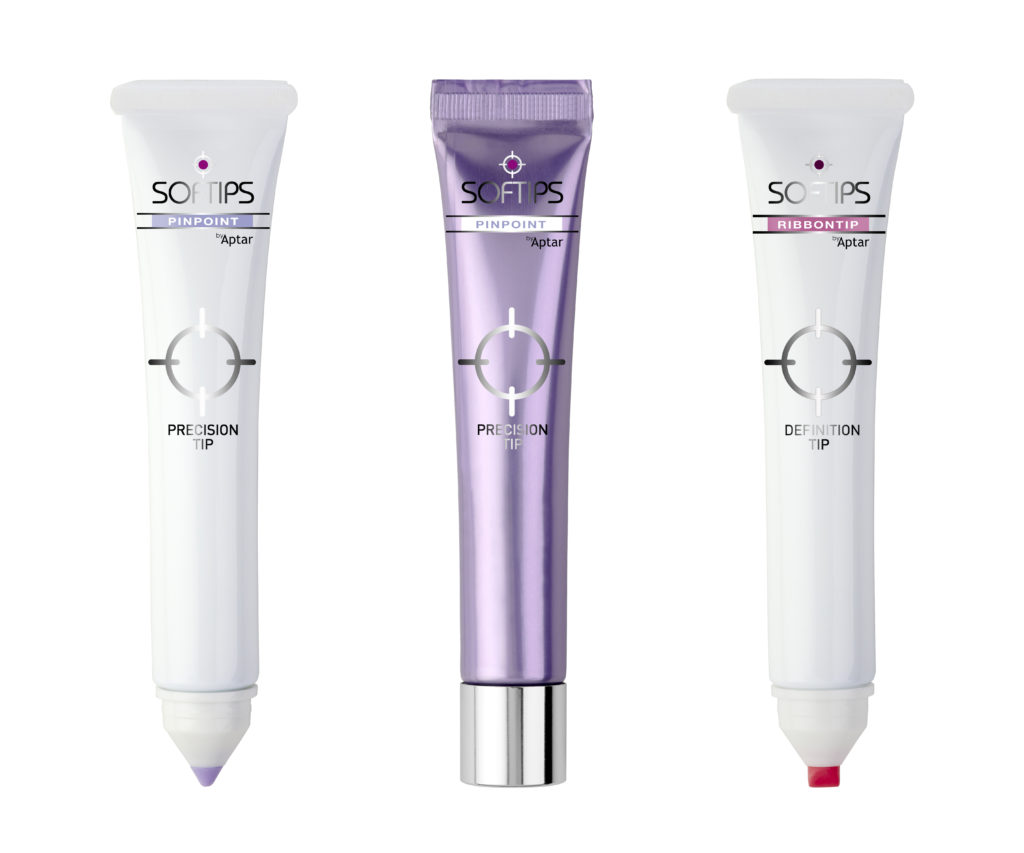 SOFTIPS
PINPOINT
by Aptar
PRECISION
TIP
SOFTIPS
PINPOINT
by Aptar
PRECISION
TIP
SOFTIPS
RIBBONTIP
by Aptar
DEFINITION
TIP